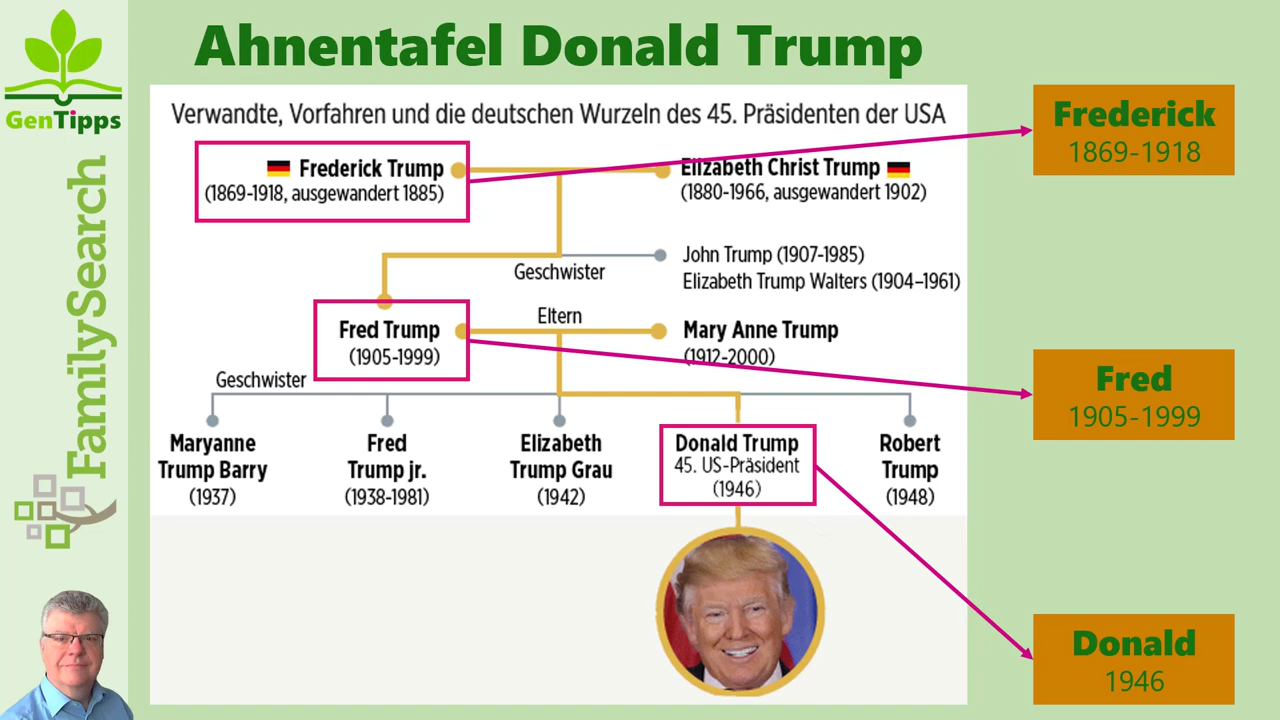 Ahnentafel Donald Trump
GenTipps
FamilySearch
Verwandte, Vorfahren und die deutschen Wurzeln des 45. Präsidenten der USA
Frederick Trump
(1869-1918, ausgewandert 1885)
Elizabeth Christ Trump
(1880-1966, ausgewandert 1902)
Geschwister
John Trump (1907-1985)
Elizabeth Trump Walters (1904–1961)
Fred Trump
(1905-1999)
Eltern
Mary Anne Trump
(1912-2000)
Geschwister
Maryanne
Trump Barry
(1937)
Fred
Trump jr.
(1938-1981)
Elizabeth
Trump Grau
(1942)
Donald Trump
45. US-Präsident
(1946)
Robert
Trump
(1948)
Frederick
1869-1918
Fred
1905-1999
Donald
1946